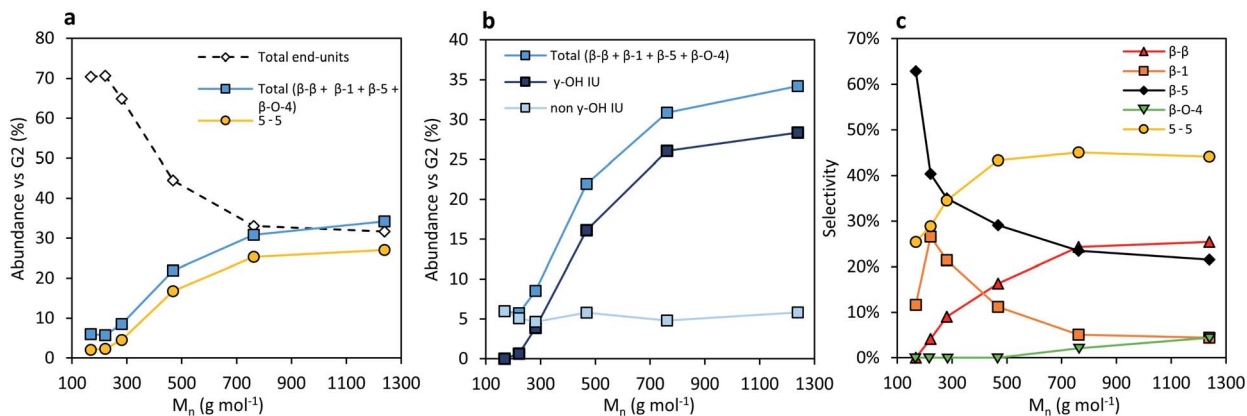 a
80
70
60
50
40
30
20
10
0
100
300
500
700
900
1100
1300
Abundance vs G2 (%)
Mn (g mol⁻¹)
Total end-units
Total (β-β + β-1 + β-5 +
β-O-4)
5 - 5
b
40
35
30
25
20
15
10
5
0
100
300
500
700
900
1100
1300
Abundance vs G2 (%)
Mn (g mol⁻¹)
Total (β-β + β-1 + β-5 + β-O-4)
y-OH IU
non y-OH IU
c
70%
60%
50%
40%
30%
20%
10%
0%
100
300
500
700
900
1100
1300
Selectivity
Mn (g mol⁻¹)
β-β
β-1
β-5
β-O-4
5 - 5